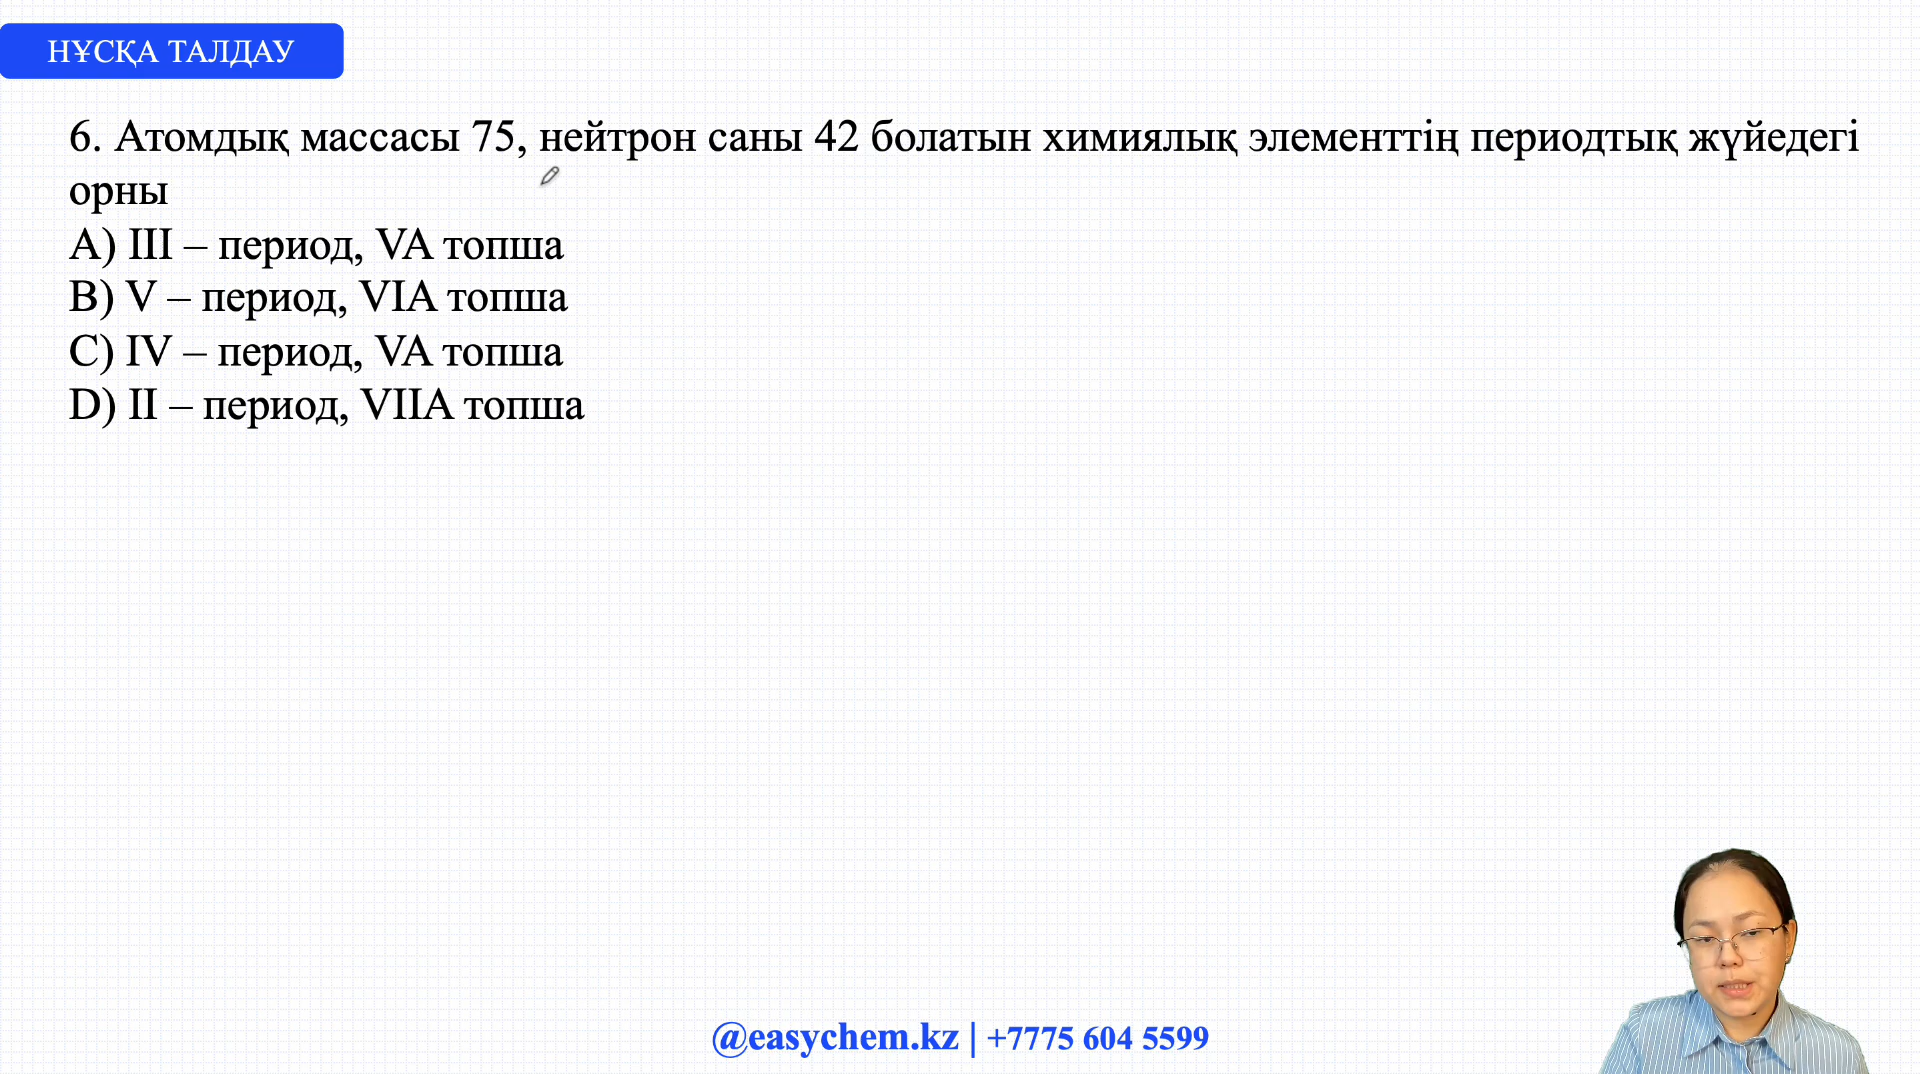 НҰСҚА ТАЛДАУ
6. Атомдық массасы 75, нейтрон саны 42 болатын химиялық элементтің периодтық жүйедегі
орны
A) III – период, VA топша
B) V – период, VIA топша
C) IV – период, VA топша
D) II – период, VIIA топша
@easychem.kz | +7775 604 5599